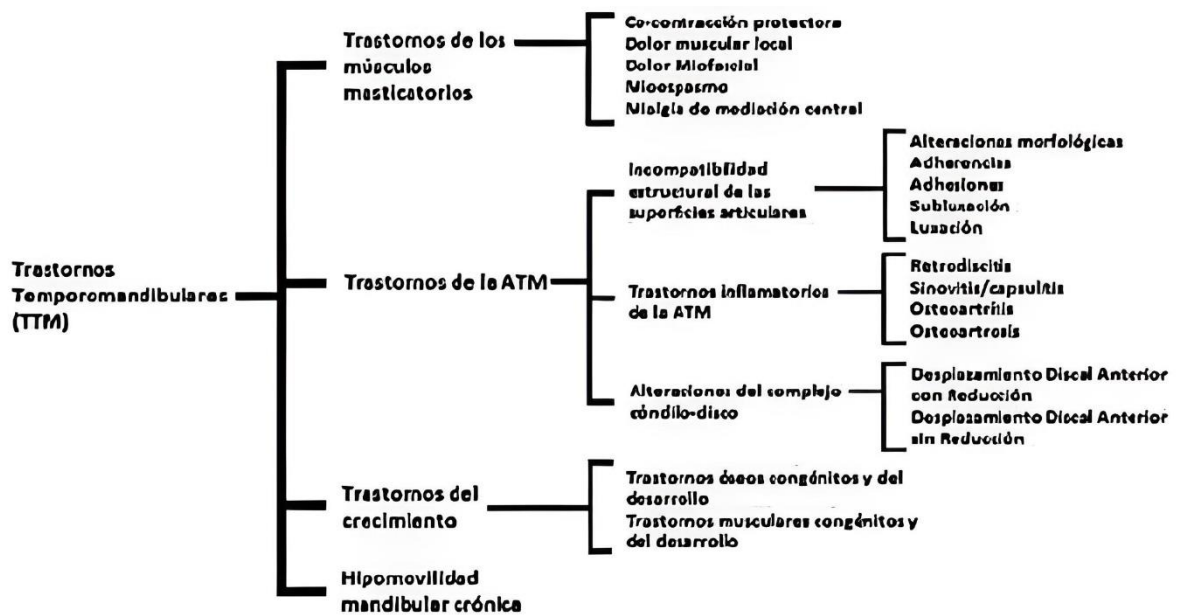 Trastornos
Temporomandibulares
(TTM)
Trastornos de los
músculos
masticatorios
Co-contracción protectora
Dolor muscular local
Dolor Miofascial
Mioespasmo
Mialgia de mediación central
Trastornos de la ATM
Incompatibilidad
estructural de las
superficies articulares
Alteraciones morfológicas
Adherencias
Adhesiones
Subluxación
Luxación
Trastornos inflamatorios
de la ATM
Retrodiscitis
Sinovitis/capsulitis
Osteoartritis
Osteoartrosis
Alteraciones del complejo
cóndilo-disco
Desplazamiento Discal Anterior
con Reducción
Desplazamiento Discal Anterior
sin Reducción
Trastornos del
crecimiento
Trastornos óseos congénitos y del
desarrollo
Trastornos musculares congénitos y
del desarrollo
Hipomovilidad
mandibular crónica